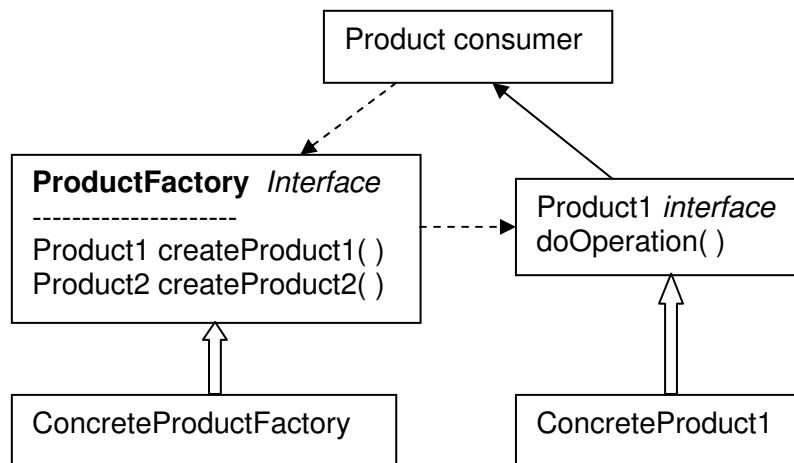 Product consumer
ProductFactory Interface
---------------------
Product1 createProduct1( )
Product2 createProduct2( )
Product1 interface
doOperation( )
ConcreteProductFactory
ConcreteProduct1